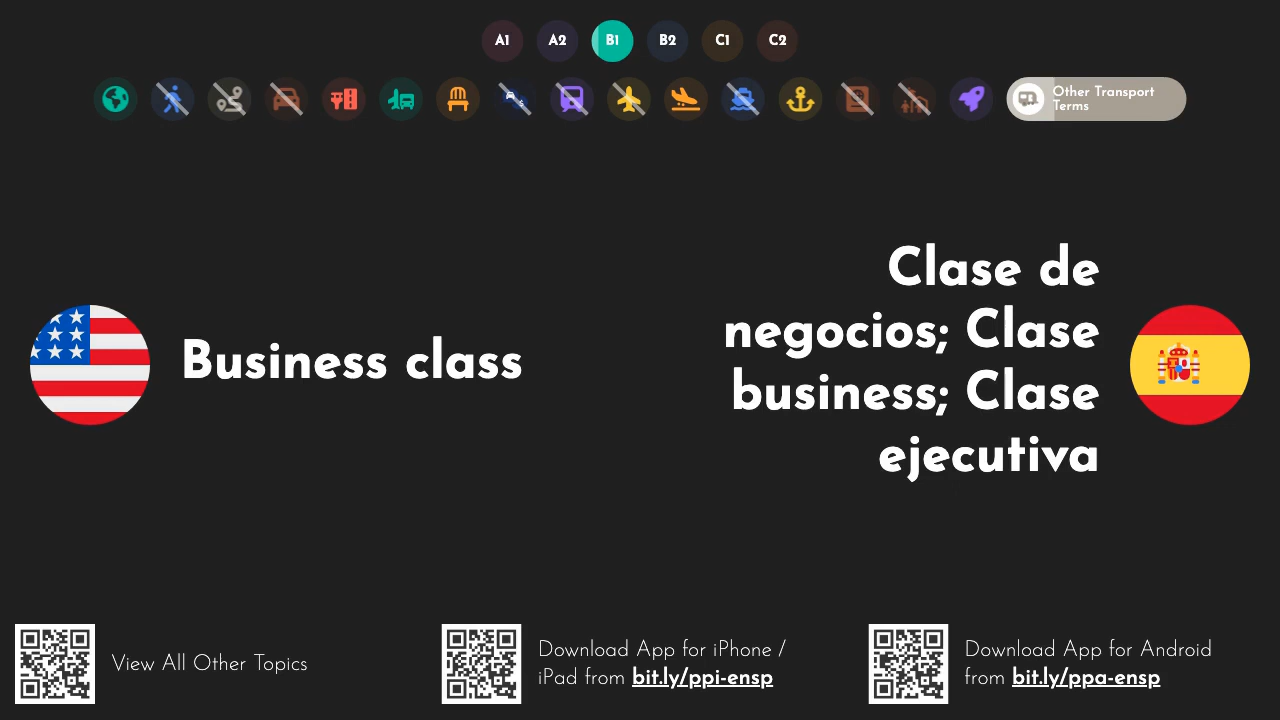 A1 A2 B1 B2 C1 C2
Other Transport
Terms
Business class
Clase de
negocios; Clase
business; Clase
ejecutiva
View All Other Topics
Download App for iPhone /
iPad from bit.ly/ppi-ensp
Download App for Android
from bit.ly/ppa-ensp